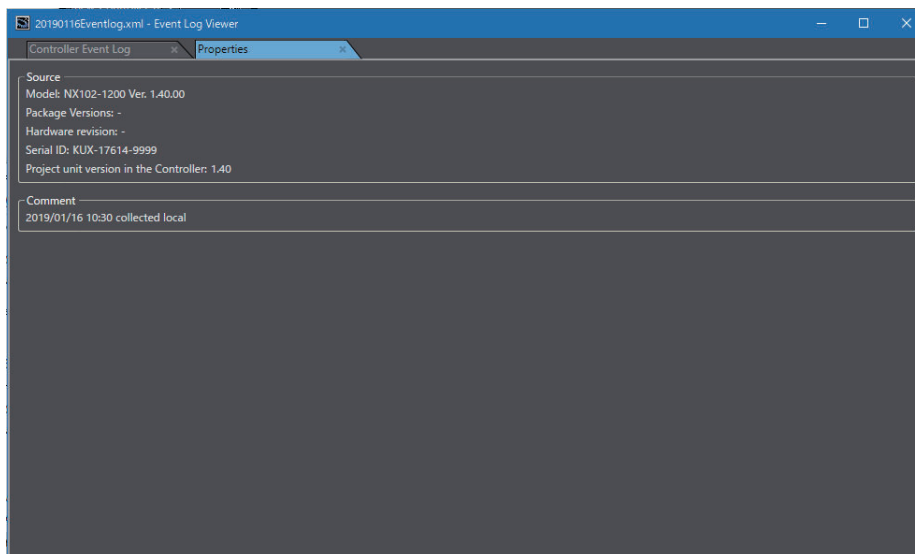 20190116Eventlog.xml - Event Log Viewer
Controller Event Log
Properties
Source
Model: NX102-1200 Ver. 1.40.00
Package Versions: -
Hardware revision: -
Serial ID: KUX-17614-9999
Project unit version in the Controller: 1.40
Comment
2019/01/16 10:30 collected local